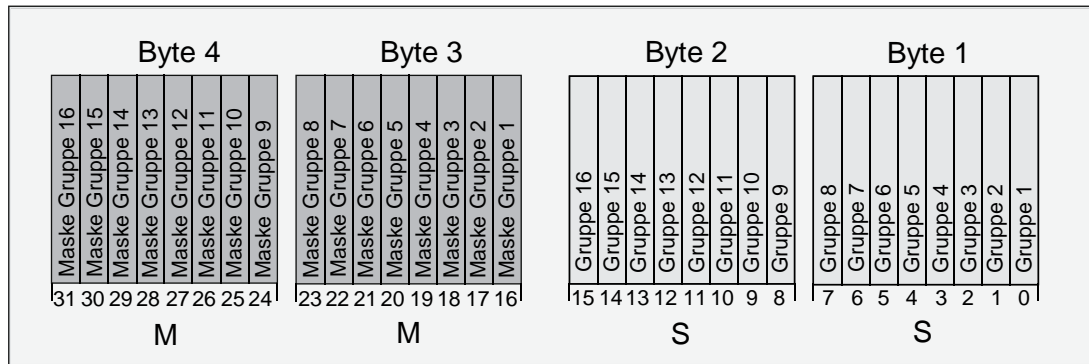 Byte 4
Byte 3
Byte 2
Byte 1
Maske Gruppe 16
Maske Gruppe 15
Maske Gruppe 14
Maske Gruppe 13
Maske Gruppe 12
Maske Gruppe 11
Maske Gruppe 10
Maske Gruppe 9
Maske Gruppe 8
Maske Gruppe 7
Maske Gruppe 6
Maske Gruppe 5
Maske Gruppe 4
Maske Gruppe 3
Maske Gruppe 2
Maske Gruppe 1
Gruppe 16
Gruppe 15
Gruppe 14
Gruppe 13
Gruppe 12
Gruppe 11
Gruppe 10
Gruppe 9
Gruppe 8
Gruppe 7
Gruppe 6
Gruppe 5
Gruppe 4
Gruppe 3
Gruppe 2
Gruppe 1
31 30 29 28 27 26 25 24
23 22 21 20 19 18 17 16
15 14 13 12 11 10 9 8
7 6 5 4 3 2 1 0
M
M
S
S